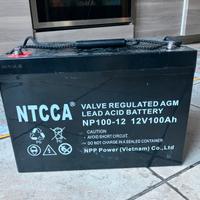 NTCCA
VALVE REGULATED AGM
LEAD ACID BATTERY
NP100-12 12V100Ah
CAUTION
AVOID SHORT CIRCUIT
DO NOT CHARGE IN A SEALED CONTAINER
NPP Power (Vietnam) Co., Ltd